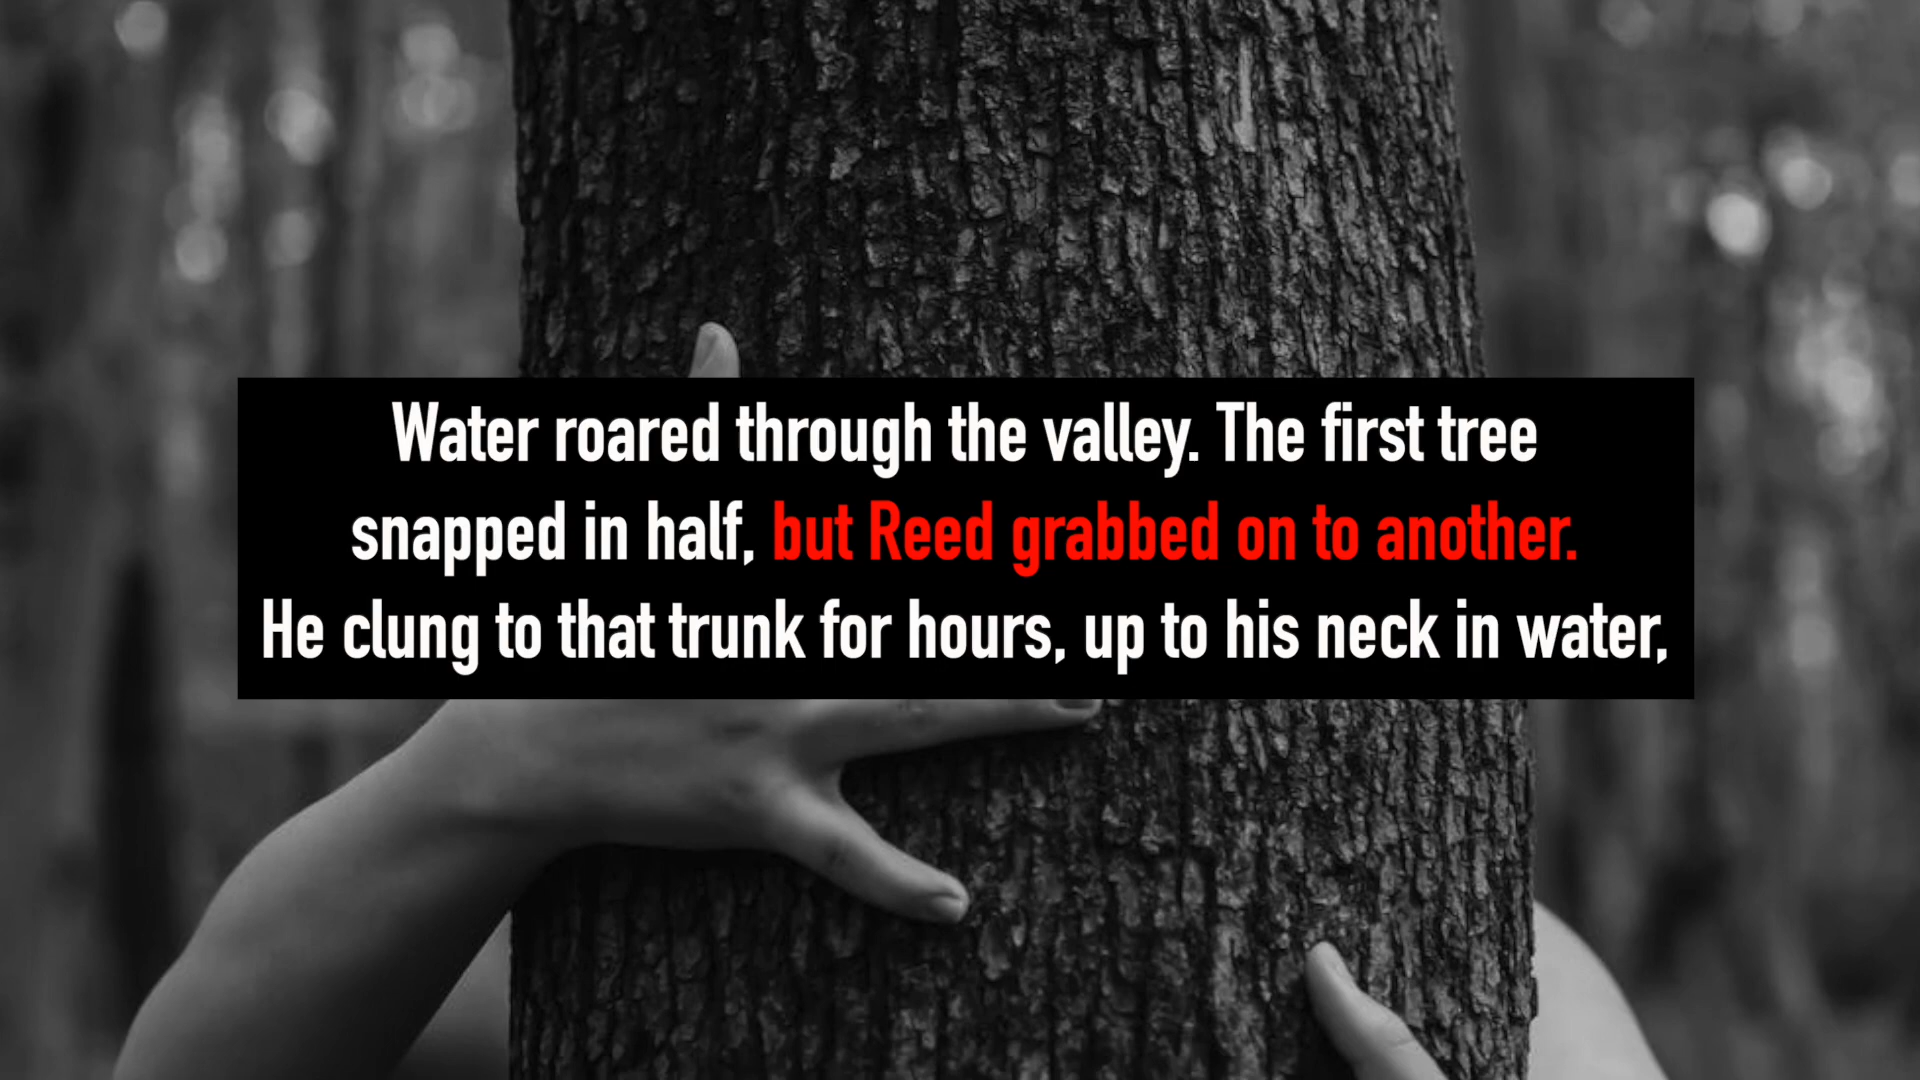 Water roared through the valley. The first tree
snapped in half, but Reed grabbed on to another.
He clung to that trunk for hours, up to his neck in water,